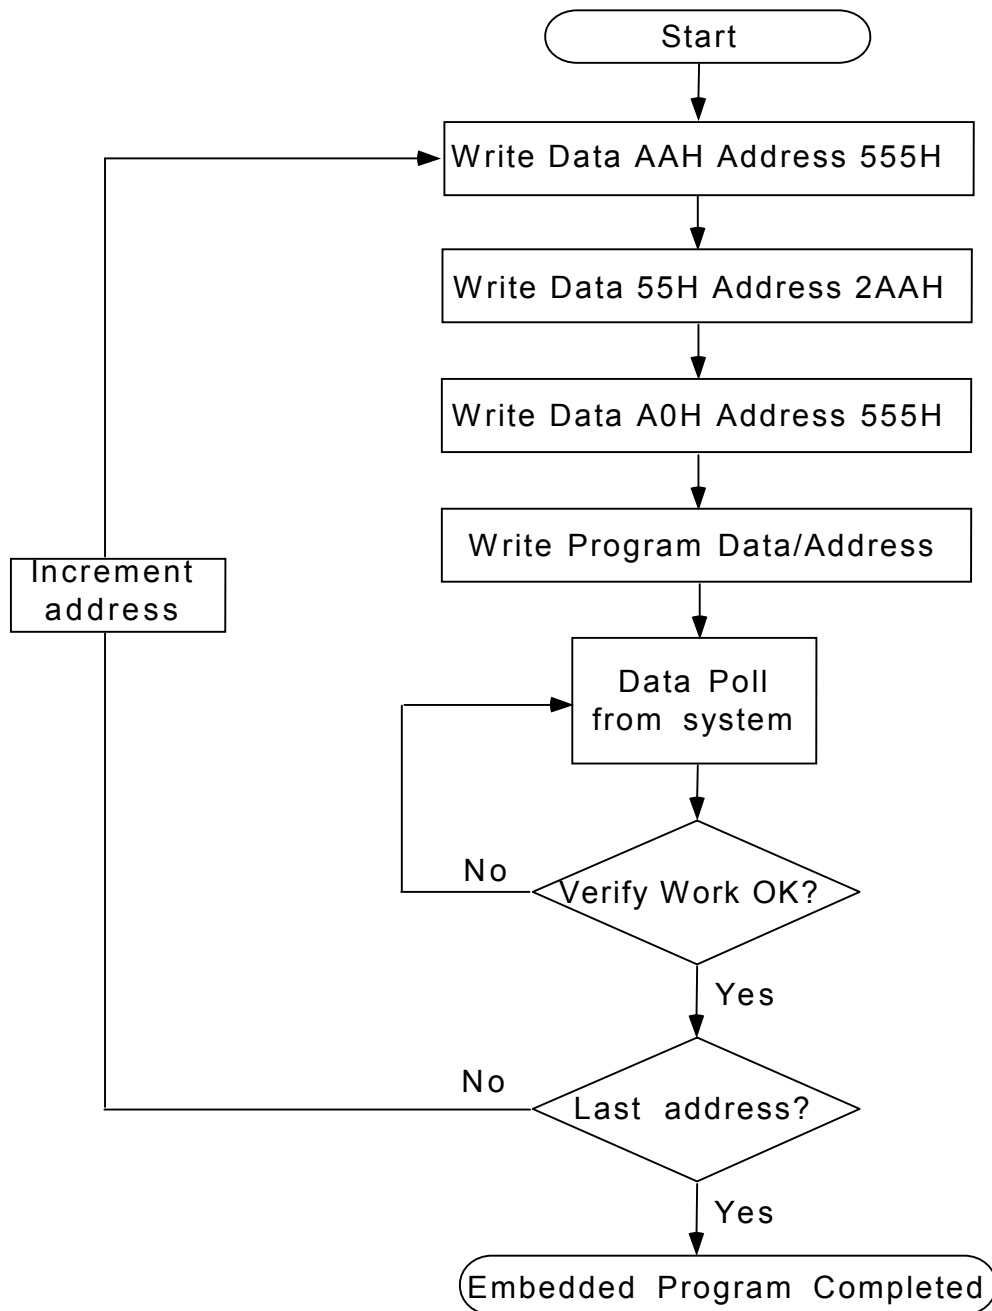 Start
Write Data AAH Address 555H
Write Data 55H Address 2AAH
Write Data A0H Address 555H
Write Program Data/Address
Increment
address
Data Poll
from system
No
Verify Work OK?
Yes
No
Last address?
Yes
Embedded Program Completed